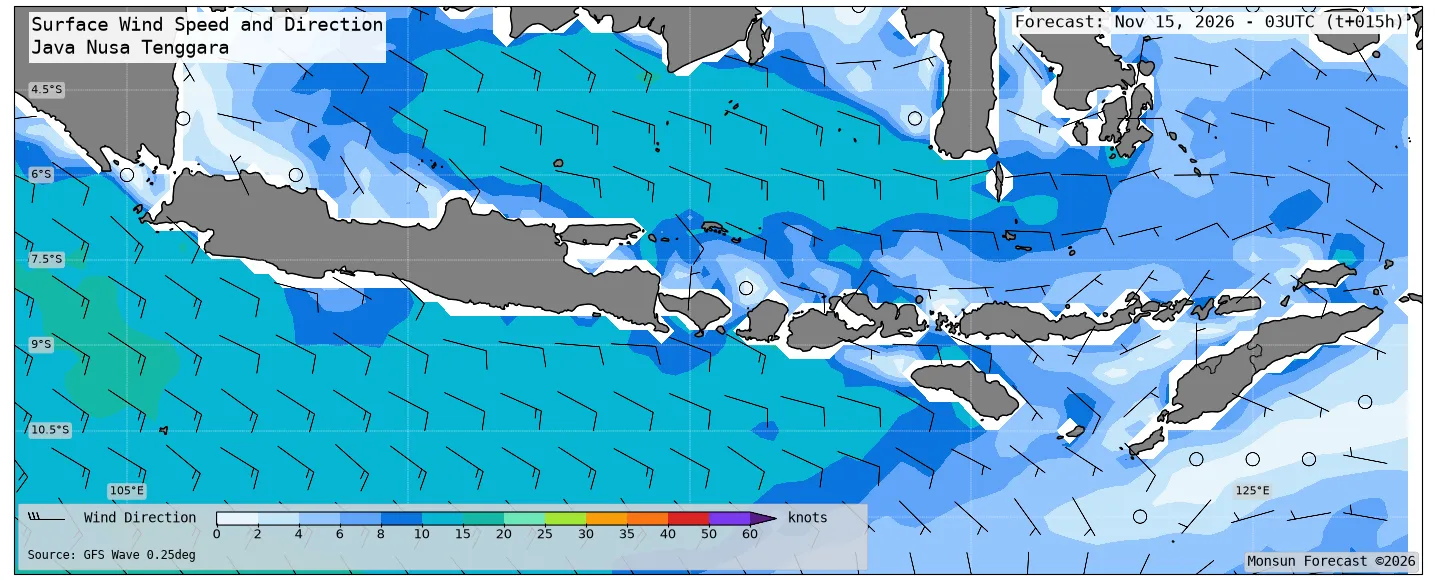 Surface Wind Speed and Direction
Java Nusa Tenggara
Forecast: Nov 15, 2026 - 03UTC (t+015h)
4.5°S
6°S
7.5°S
9°S
10.5°S
105°E
125°E
Wind Direction
0 2 4 6 8 10 15 20 25 30 35 40 50 60
knots
Source: GFS Wave 0.25deg
Monsun Forecast ©2026